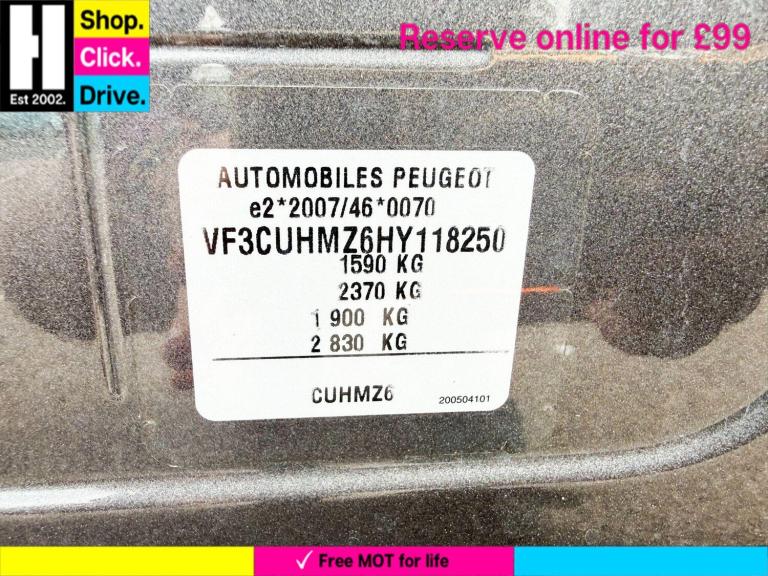 Shop.
Click.
Drive.
Est 2002.
Reserve online for £99
AUTOMOBILES PEUGEOT
e2*2007/46*0070
VF3CUHMZ6HY118250
1590 KG
2370 KG
1 900 KG
2 830 KG
CUHMZ6
200504101
✓ Free MOT for life